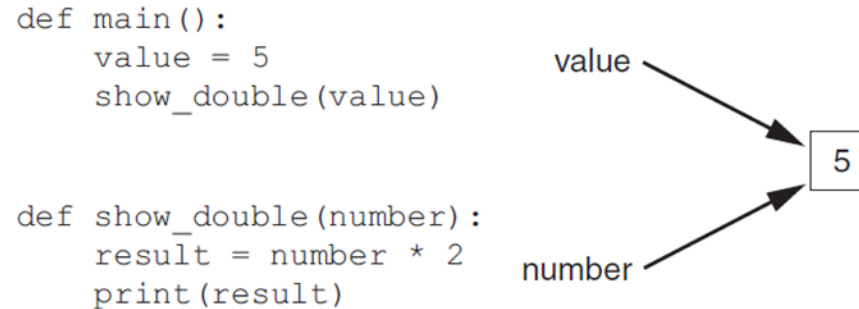 def main():
    value = 5
    show_double(value)
def show_double(number):
    result = number * 2
    print(result)
value
5
number